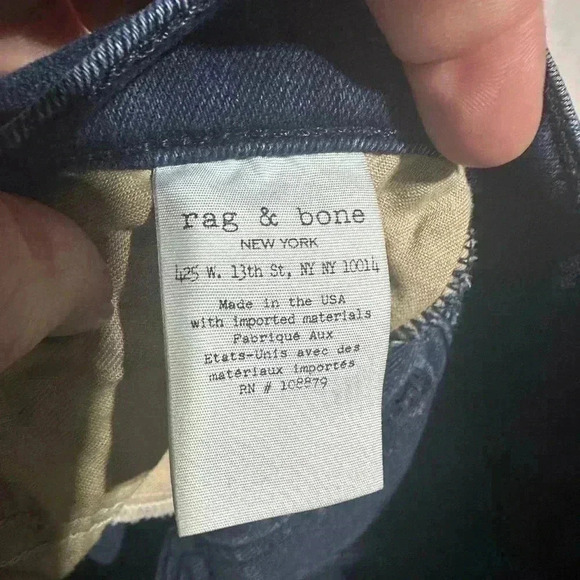 rag & bone
NEW YORK
425 W. 13th St, NY NY 10014
Made in the USA
with imported materials
Fabriqué Aux
Etats-Unis avec des
matériaux importés
RN # 108879